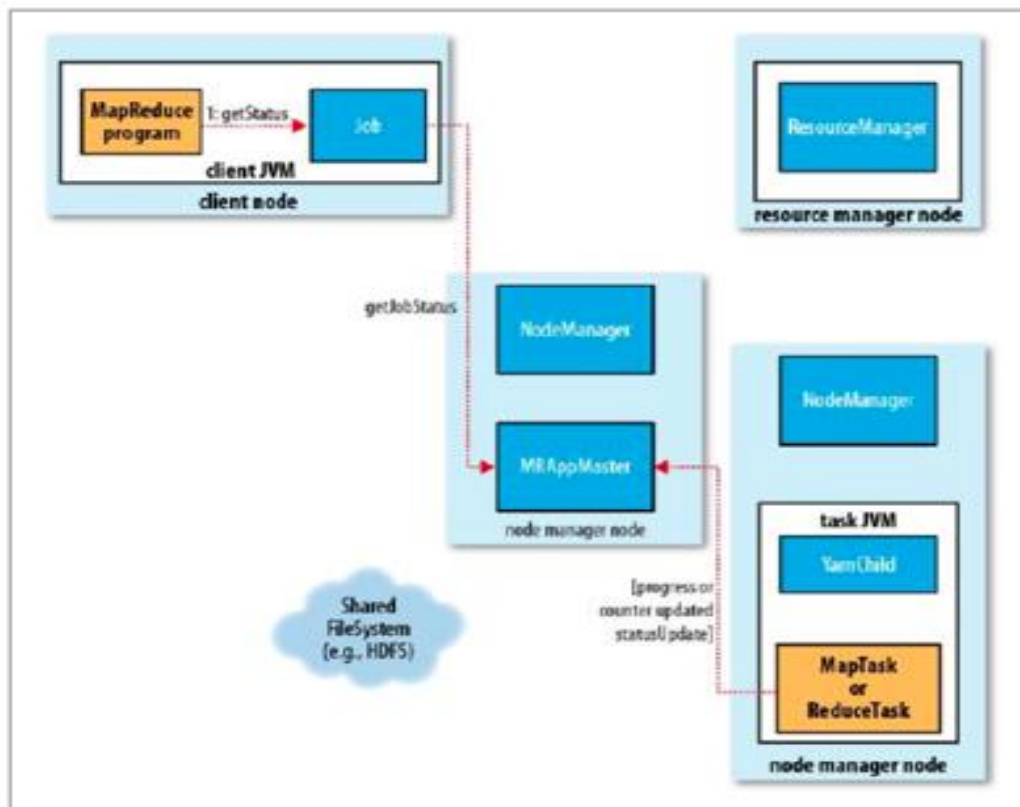 MapReduce
program
1: getStatus
Job
client JVM
client node
ResourceManager
resource manager node
getJobStatus
NodeManager
MRAppMaster
node manager node
NodeManager
task JVM
YarnChild
[progress or
counter updated
statusUpdate]
MapTask
or
ReduceTask
node manager node
Shared
FileSystem
(e.g., HDFS)